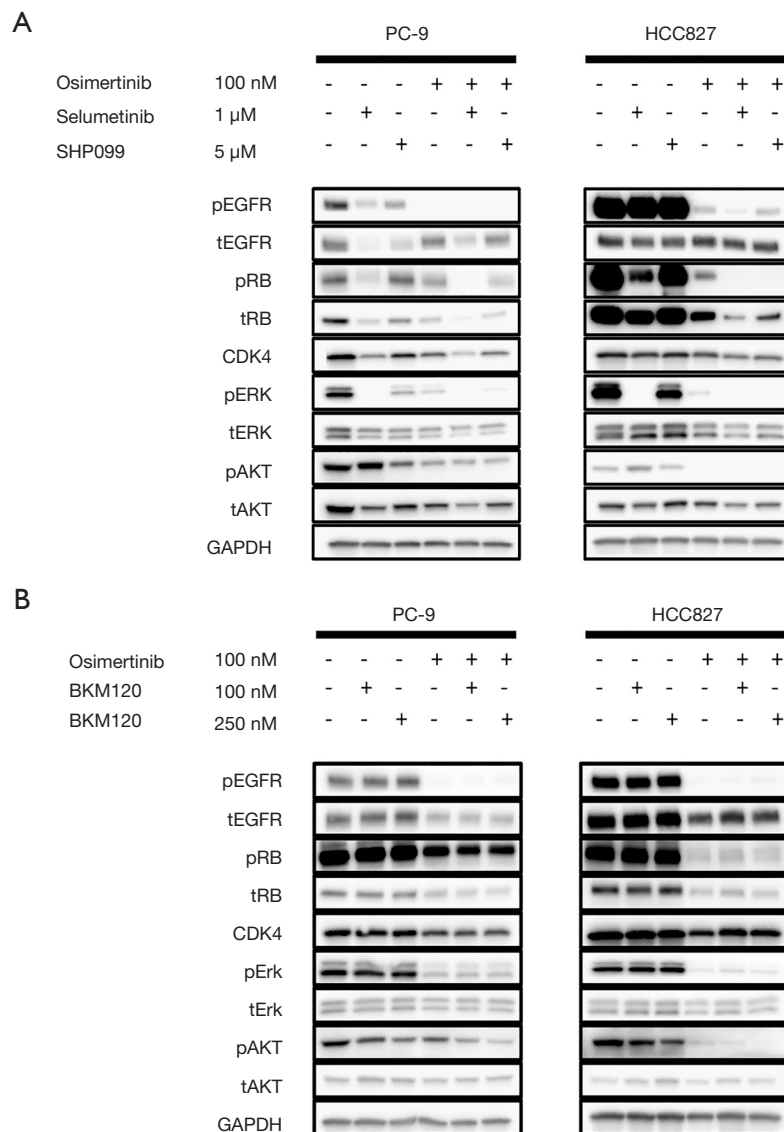 A
PC-9 HCC827
Osimertinib 100 nM - - - + + + - - - + + +
Selumetinib 1 µM - + - - + - - + - - + -
SHP099 5 µM - - + - - + - - + - - +
pEGFR
tEGFR
pRB
tRB
CDK4
pERK
tERK
pAKT
tAKT
GAPDH
B
PC-9 HCC827
Osimertinib 100 nM - - - + + + - - - + + +
BKM120 100 nM - + - - + - - + - - + -
BKM120 250 nM - - + - - + - - + - - +
pEGFR
tEGFR
pRB
tRB
CDK4
pErk
tErk
pAKT
tAKT
GAPDH